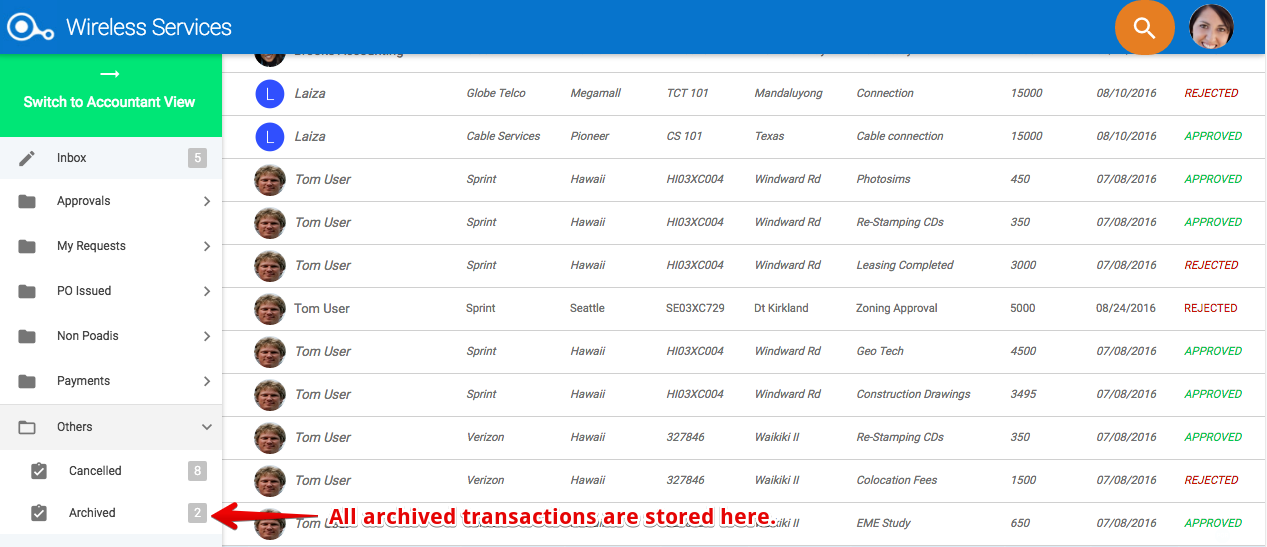 Wireless Services
Switch to Accountant View
Inbox 5
Approvals
My Requests
PO Issued
Non Poadis
Payments
Others
Cancelled 8
Archived 2
L Laiza Globe Telco Megamall TCT 101 Mandaluyong Connection 15000 08/10/2016 REJECTED
L Laiza Cable Services Pioneer CS 101 Texas Cable connection 15000 08/10/2016 APPROVED
Tom User Sprint Hawaii HI03XC004 Windward Rd Photosims 450 07/08/2016 APPROVED
Tom User Sprint Hawaii HI03XC004 Windward Rd Re-Stamping CDs 350 07/08/2016 APPROVED
Tom User Sprint Hawaii HI03XC004 Windward Rd Leasing Completed 3000 07/08/2016 REJECTED
Tom User Sprint Seattle SE03XC729 Dt Kirkland Zoning Approval 5000 08/24/2016 REJECTED
Tom User Sprint Hawaii HI03XC004 Windward Rd Geo Tech 4500 07/08/2016 APPROVED
Tom User Sprint Hawaii HI03XC004 Windward Rd Construction Drawings 3495 07/08/2016 APPROVED
Tom User Verizon Hawaii 327846 Waikiki II Re-Stamping CDs 350 07/08/2016 APPROVED
Tom User Verizon Hawaii 327846 Waikiki II Colocation Fees 1500 07/08/2016 REJECTED
Tom Waikiki II EME Study 650 07/08/2016 APPROVED
All archived transactions are stored here.